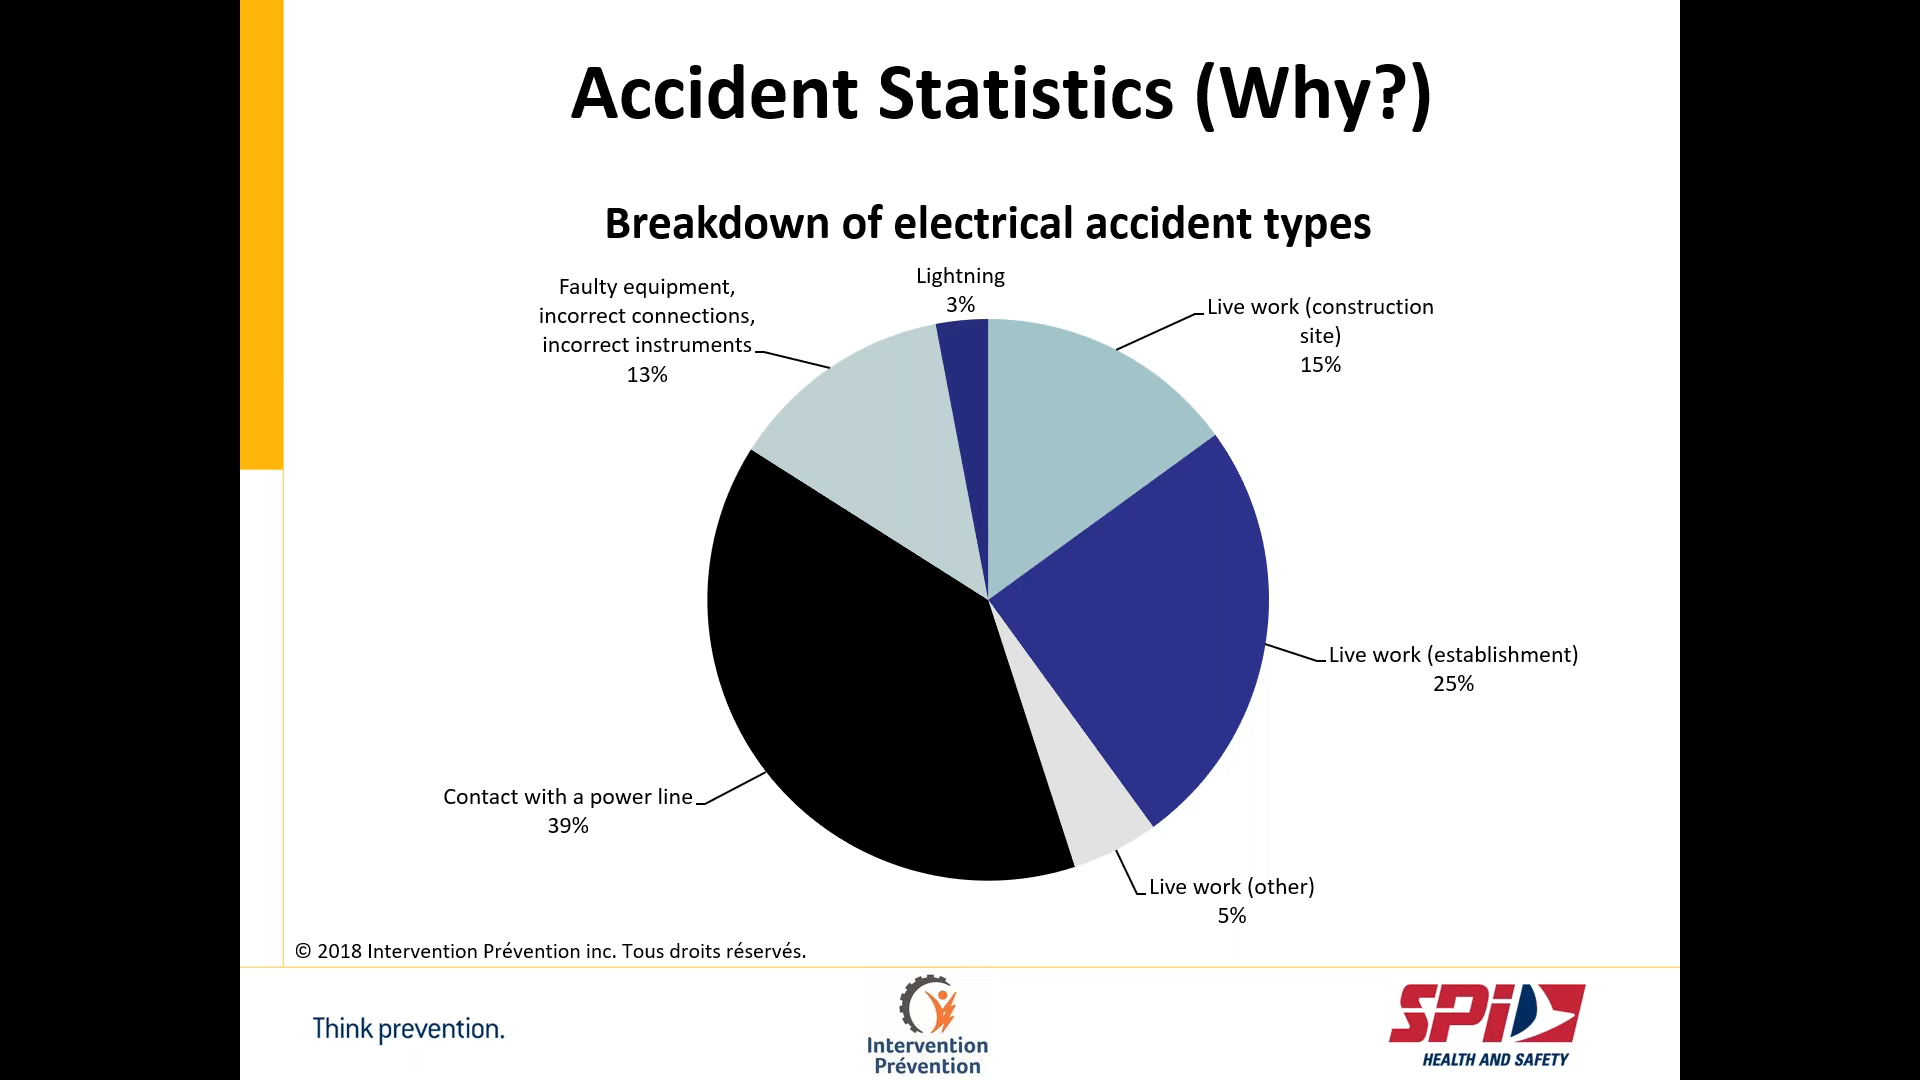 Accident Statistics (Why?)
Breakdown of electrical accident types
Lightning
3%
Faulty equipment,
incorrect connections,
incorrect instruments
13%
Live work (construction
site)
15%
Live work (establishment)
25%
Contact with a power line
39%
Live work (other)
5%
© 2018 Intervention Prévention inc. Tous droits réservés.
Think prevention.
Intervention
Prévention
SPI
HEALTH AND SAFETY